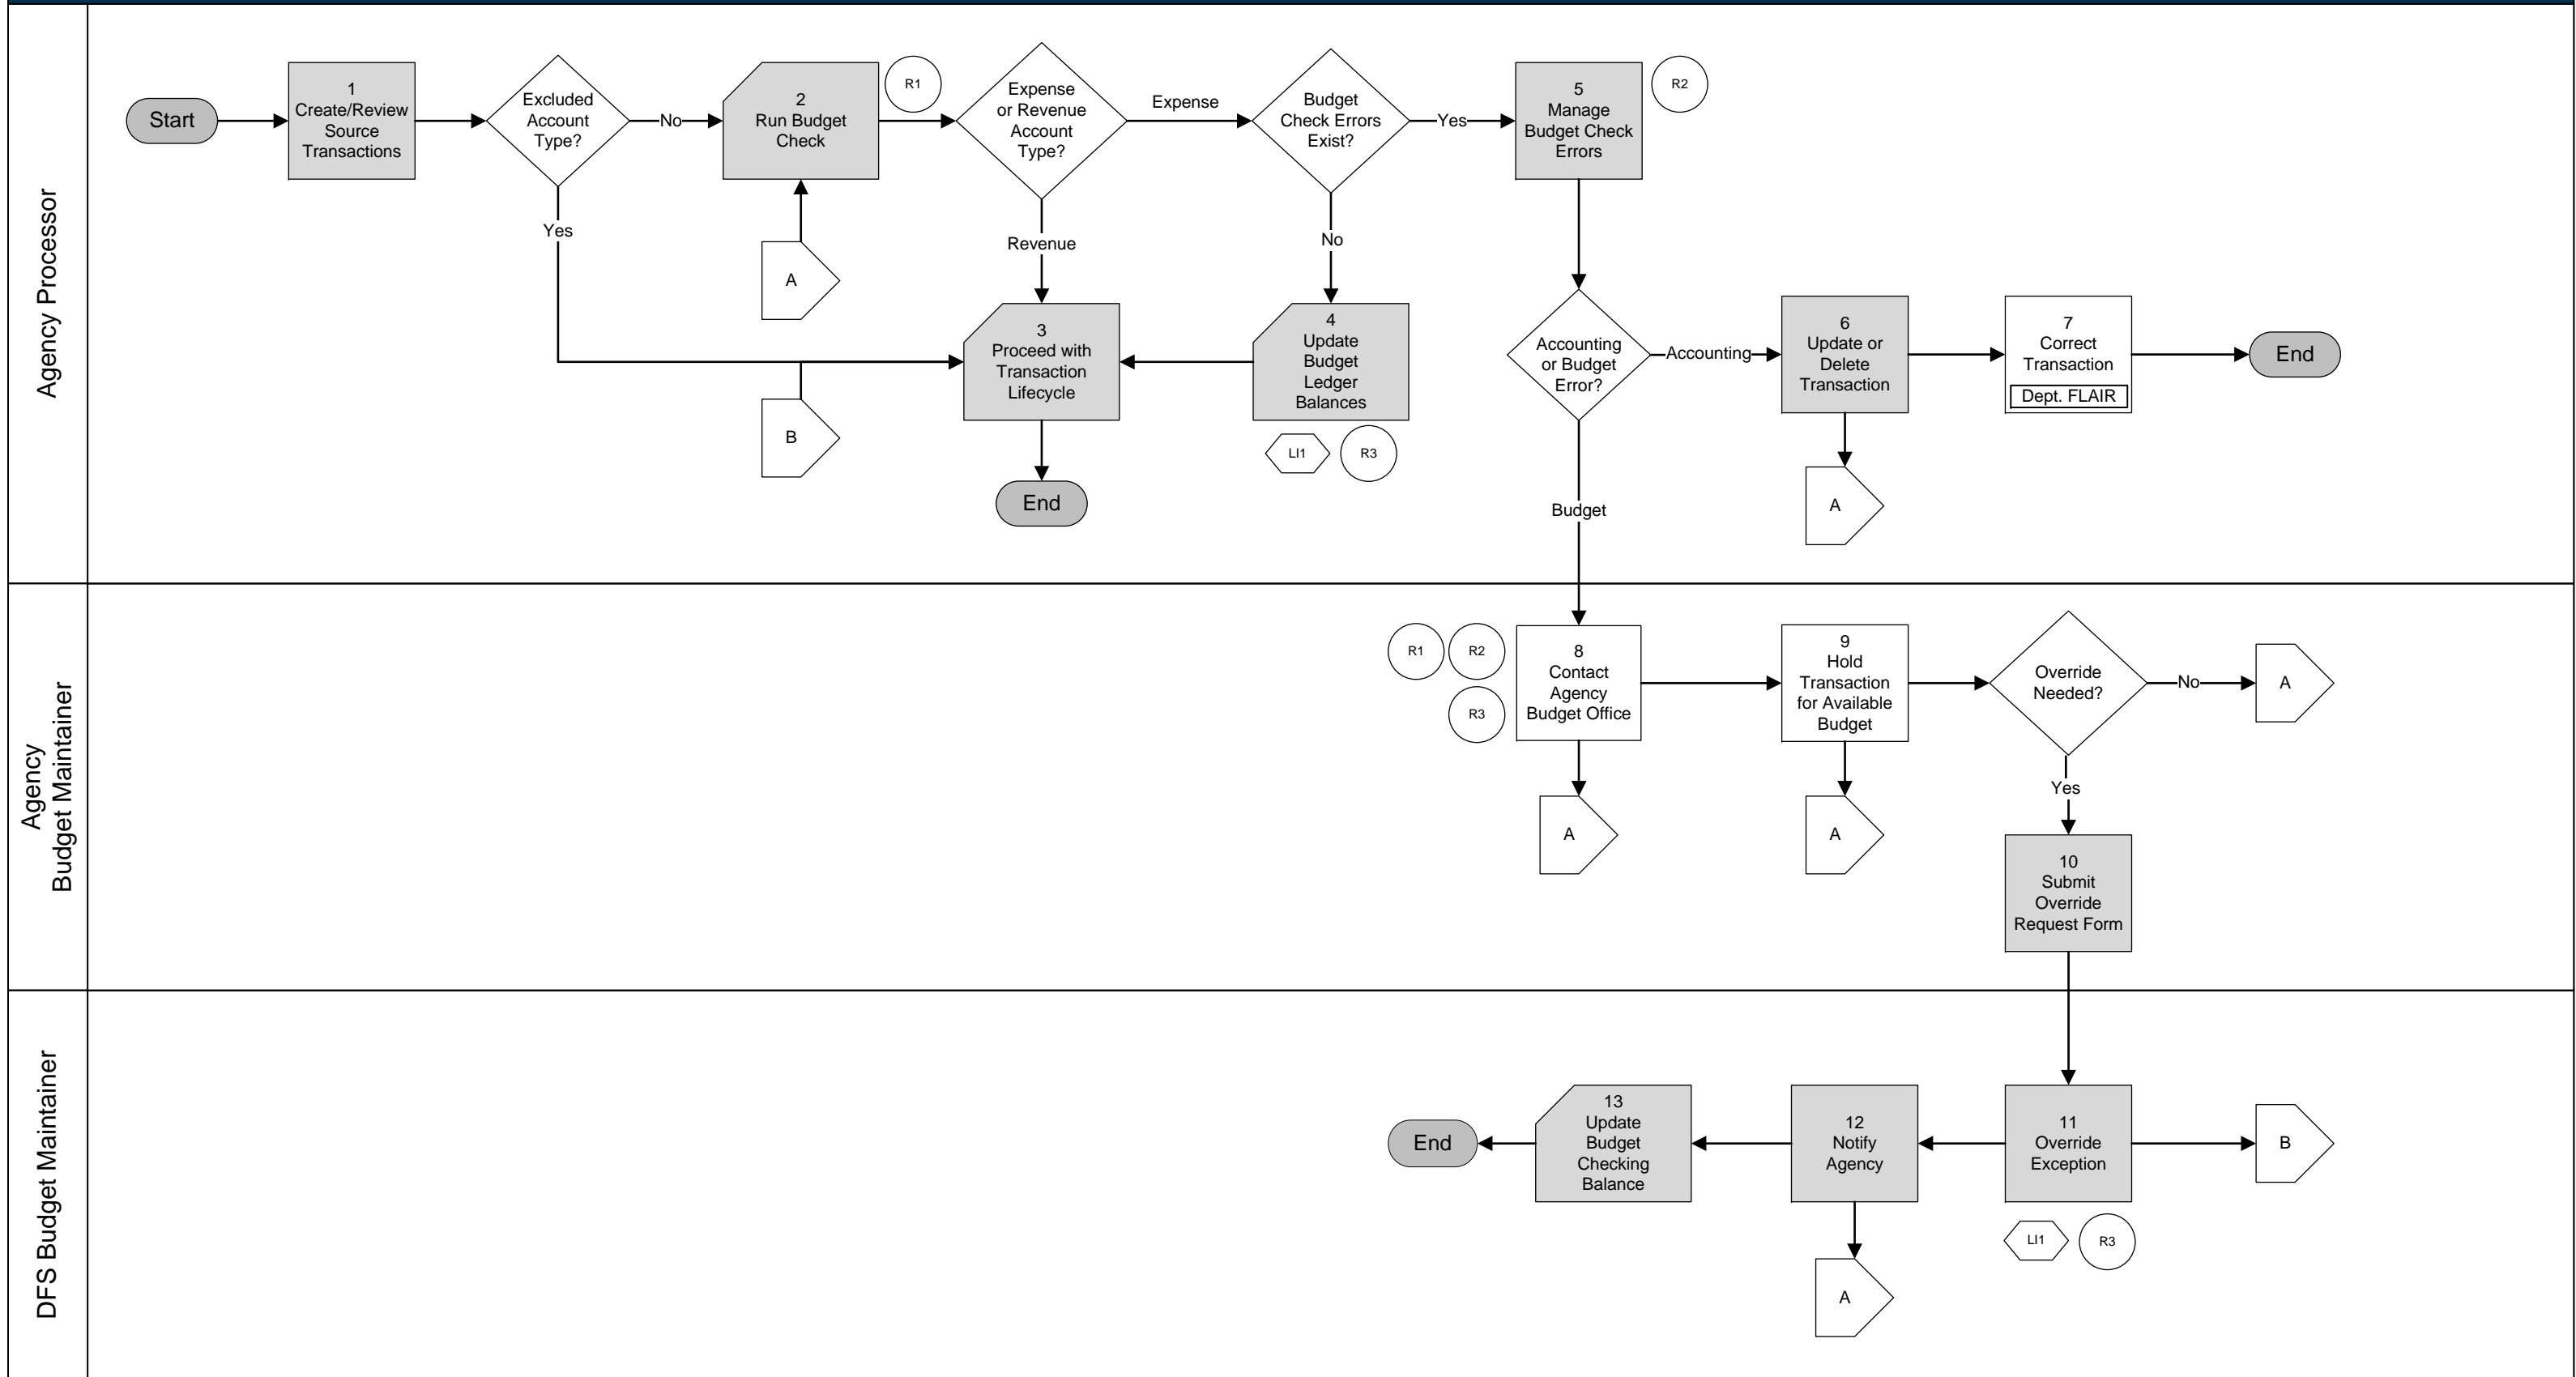 Agency Processor
Start
1
Create/Review
Source
Transactions
Excluded
Account
Type?
No
Yes
2
Run Budget
Check
R1
A
B
Expense
or Revenue
Account
Type?
Expense
Revenue
3
Proceed with
Transaction
Lifecycle
End
Budget
Check Errors
Exist?
Yes
No
4
Update
Budget
Ledger
Balances
LI1
R3
5
Manage
Budget Check
Errors
R2
Accounting
or Budget
Error?
Accounting
Budget
6
Update or
Delete
Transaction
A
7
Correct
Transaction
Dept. FLAIR
End
Agency
Budget Maintainer
R1
R2
R3
8
Contact
Agency
Budget Office
A
9
Hold
Transaction
for Available
Budget
A
Override
Needed?
No
A
Yes
10
Submit
Override
Request Form
DFS Budget Maintainer
End
13
Update
Budget
Checking
Balance
12
Notify
Agency
A
11
Override
Exception
LI1
R3
B